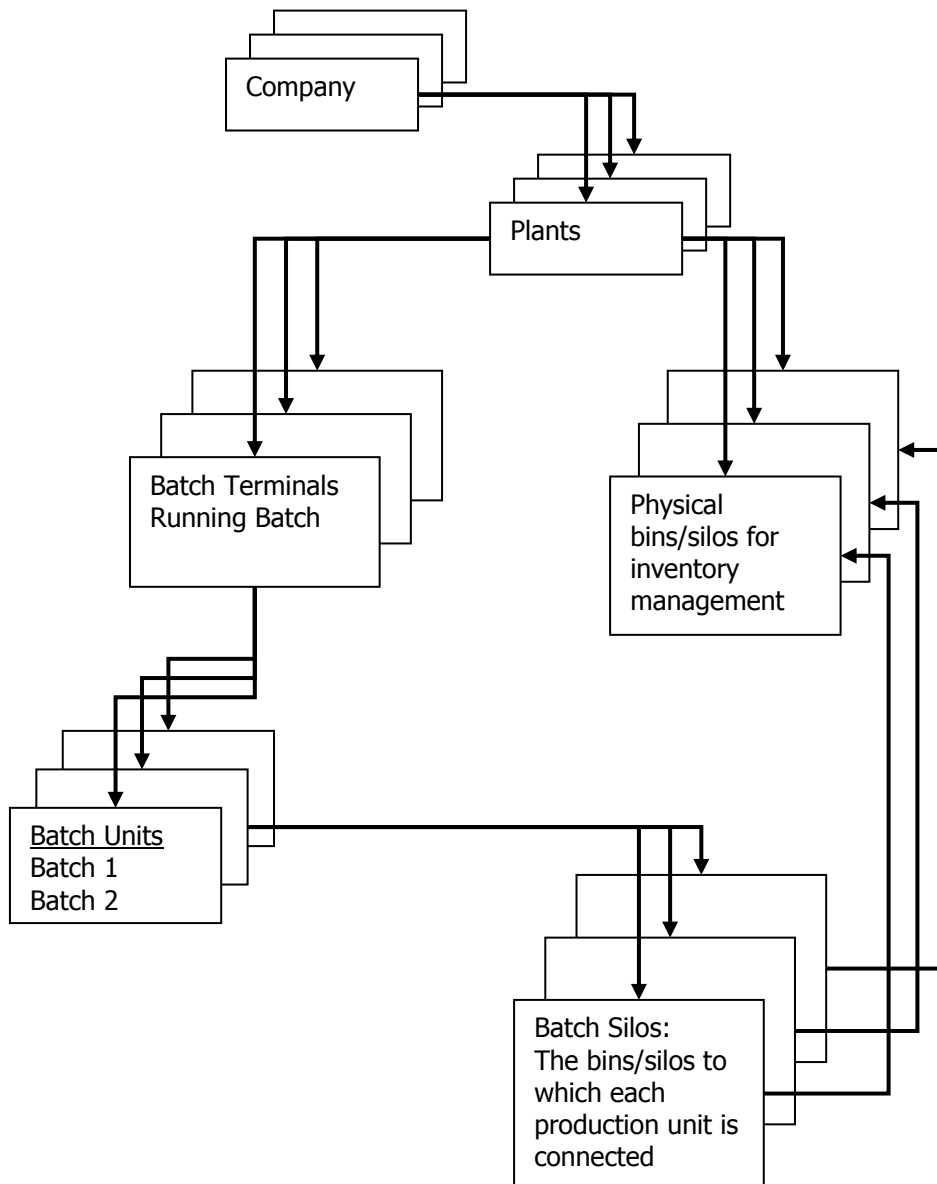 Company
Plants
Batch Terminals
Running Batch
Physical
bins/silos for
inventory
management
Batch Units
Batch 1
Batch 2
Batch Silos:
The bins/silos to
which each
production unit is
connected